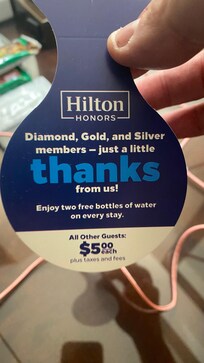 Hilton
HONORS
Diamond, Gold, and Silver
members – just a little
thanks
from us!
Enjoy two free bottles of water
on every stay.
All Other Guests:
$5.00 each
plus taxes and fees